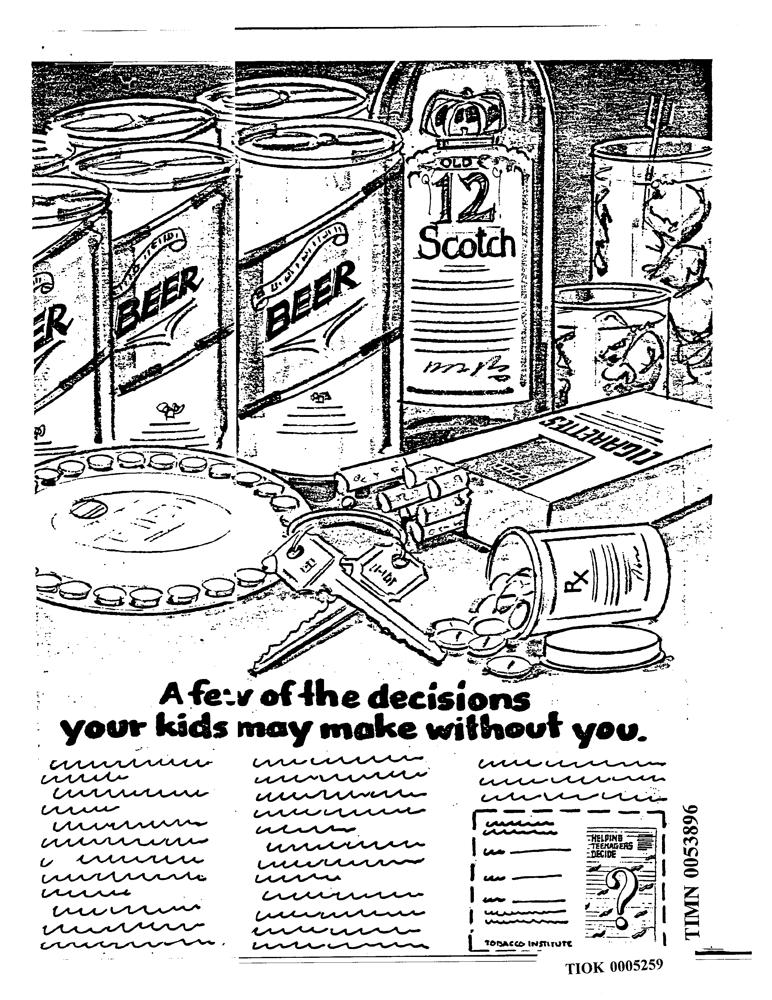 OLD
12
Scotch
BEER
BEER
ER
CIGARETTES
Rx
A few of the decisions
your kids may make without you.
HELPING
TEENAGERS
DECIDE
?
TOBACCO INSTITUTE
TIMN 0053896
TIOK 0005259